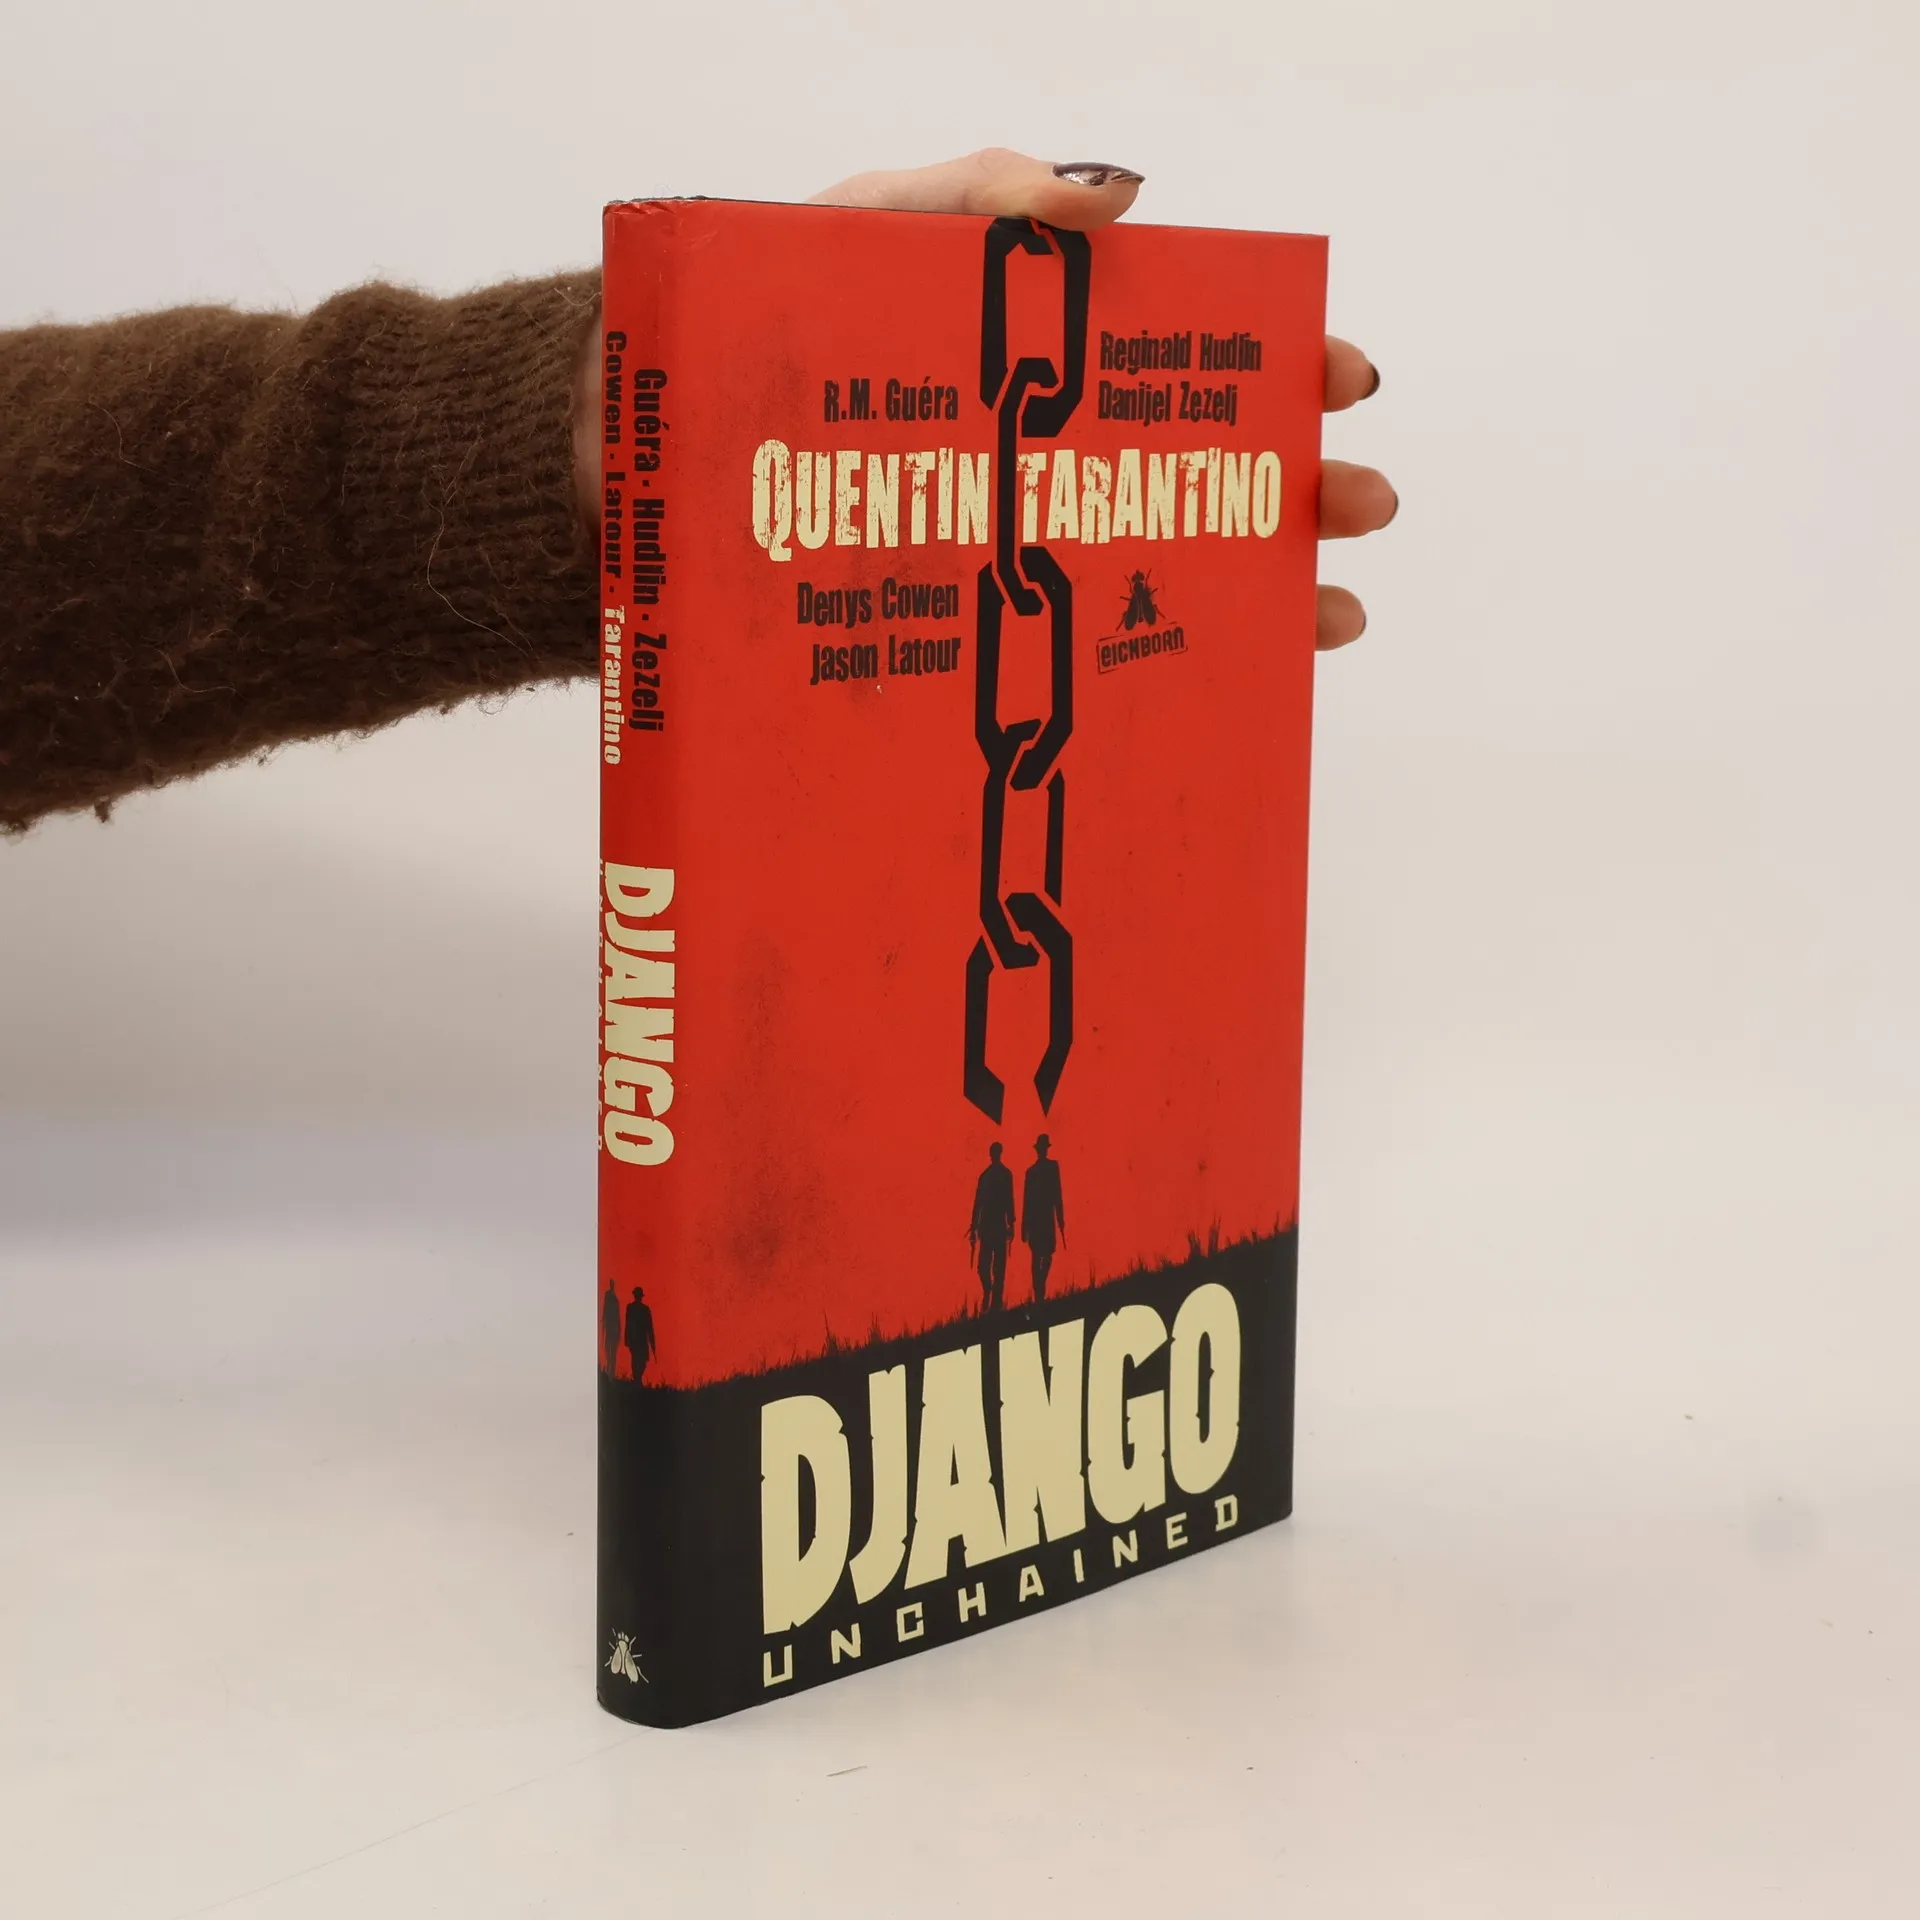 R.M. Guéra
Reginald Hudlin
Danijel Zezelj
QUENTIN TARANTINO
Denys Cowen
Jason Latour
EICHBORN
DJANGO
UNCHAINED
Guéra · Hudlin · Zezelj
Cowen · Latour · Tarantino
DJANGO
UNCHAINED